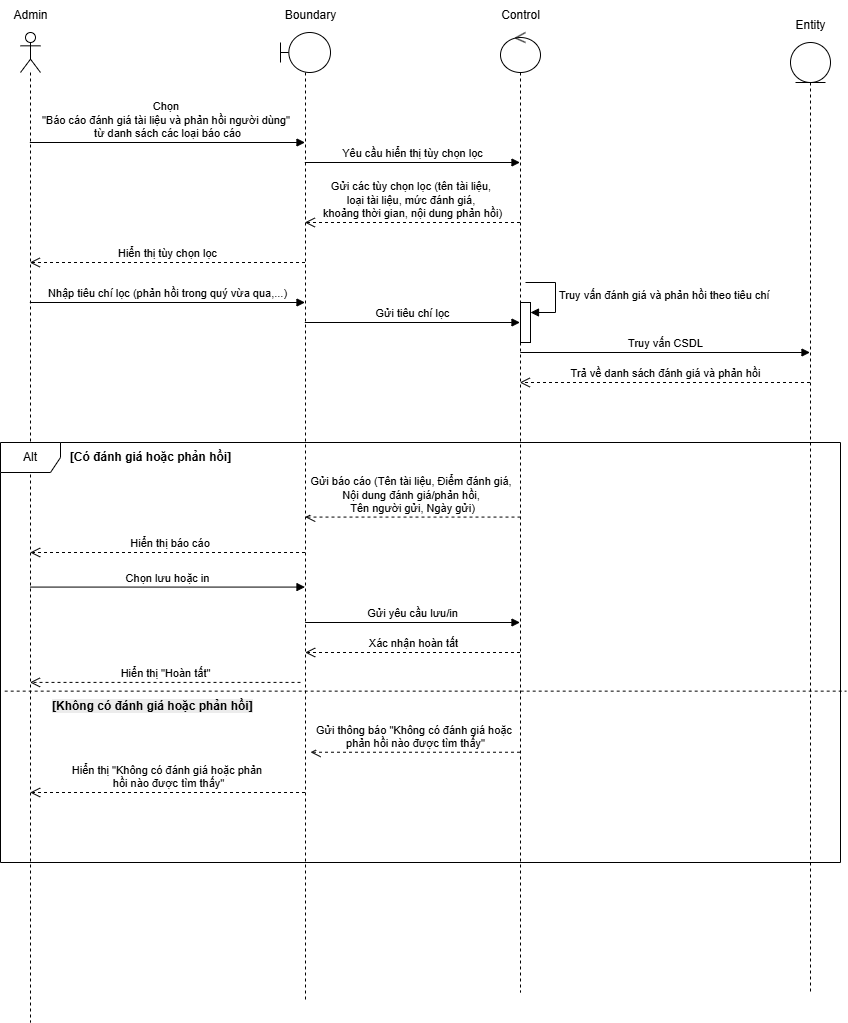 Admin
Boundary
Control
Entity
Chọn
"Báo cáo đánh giá tài liệu và phản hồi người dùng"
từ danh sách các loại báo cáo
Yêu cầu hiển thị tùy chọn lọc
Gửi các tùy chọn lọc (tên tài liệu,
loại tài liệu, mức đánh giá,
khoảng thời gian, nội dung phản hồi)
Hiển thị tùy chọn lọc
Nhập tiêu chí lọc (phản hồi trong quý vừa qua,...)
Truy vấn đánh giá và phản hồi theo tiêu chí
Gửi tiêu chí lọc
Truy vấn CSDL
Trả về danh sách đánh giá và phản hồi
Alt
[Có đánh giá hoặc phản hồi]
Gửi báo cáo (Tên tài liệu, Điểm đánh giá,
Nội dung đánh giá/phản hồi,
Tên người gửi, Ngày gửi)
Hiển thị báo cáo
Chọn lưu hoặc in
Gửi yêu cầu lưu/in
Xác nhận hoàn tất
Hiển thị "Hoàn tất"
[Không có đánh giá hoặc phản hồi]
Gửi thông báo "Không có đánh giá hoặc
phản hồi nào được tìm thấy"
Hiển thị "Không có đánh giá hoặc phản
hồi nào được tìm thấy"